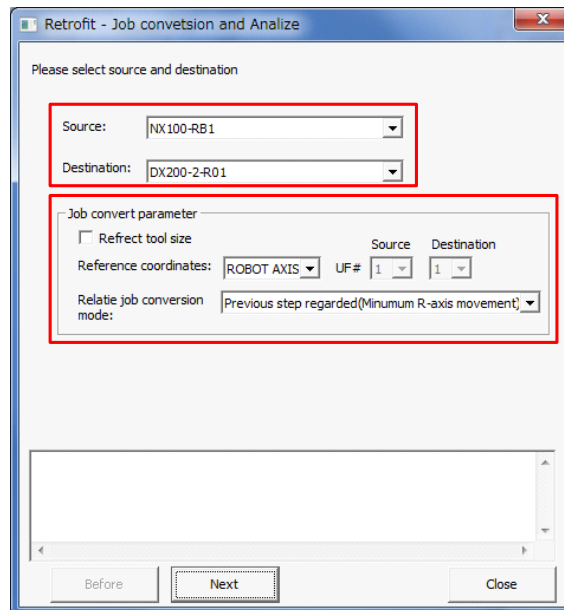 Retrofit - Job convetsion and Analize
Please select source and destination
Source: NX100-RB1
Destination: DX200-2-R01
Job convert parameter
Refrect tool size
Source Destination
Reference coordinates: ROBOT AXIS UF# 1 1
Relatie job conversion mode: Previous step regarded(Minumum R-axis movement)
Before Next Close